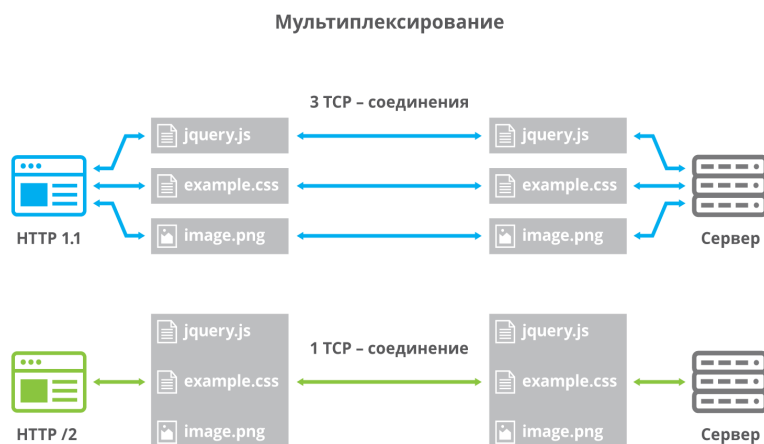 Мультиплексирование
3 TCP – соединения
jquery.js
jquery.js
example.css
example.css
image.png
image.png
HTTP 1.1
Сервер
jquery.js
jquery.js
1 TCP – соединение
example.css
example.css
image.png
image.png
HTTP /2
Сервер